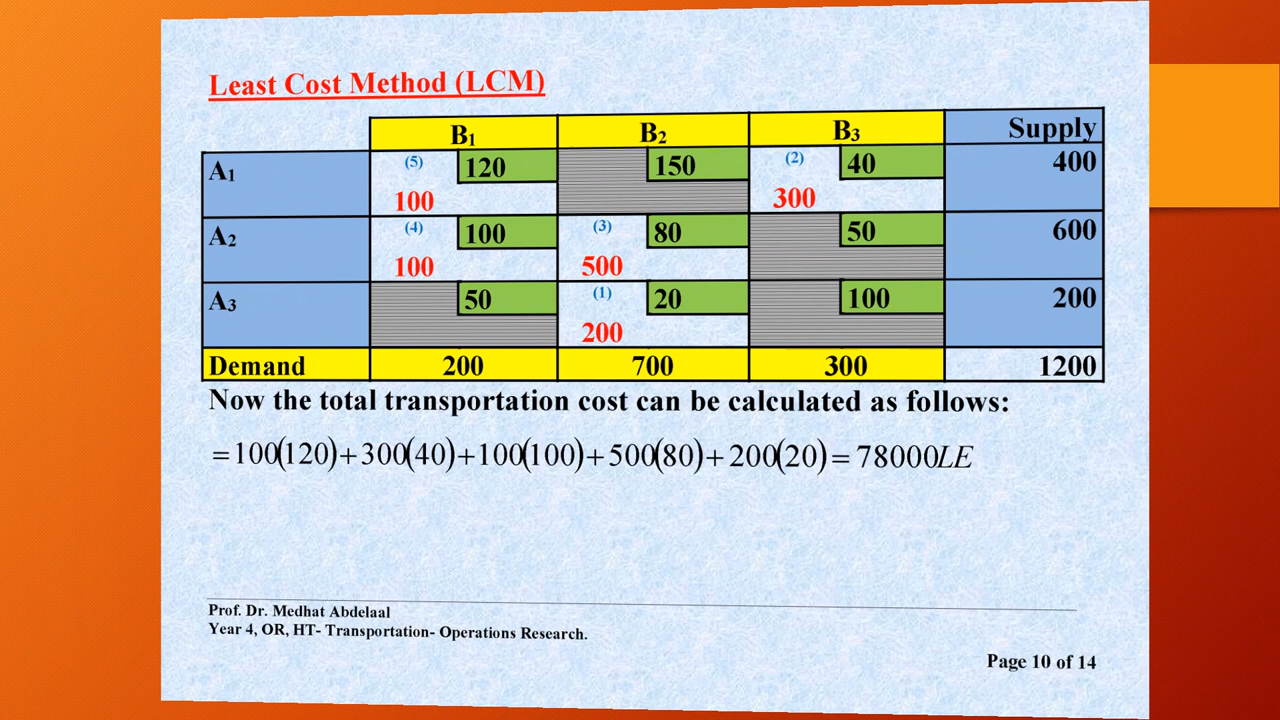 Least Cost Method (LCM)
B1 B2 B3 Supply
A1 (5) 120 100 150 (2) 40 300 400
A2 (4) 100 100 (3) 80 500 50 600
A3 50 (1) 20 200 100 200
Demand 200 700 300 1200
Now the total transportation cost can be calculated as follows:
=100(120)+300(40)+100(100)+500(80)+200(20)=78000LE
Prof. Dr. Medhat Abdelaal
Year 4, OR, HT- Transportation- Operations Research.
Page 10 of 14